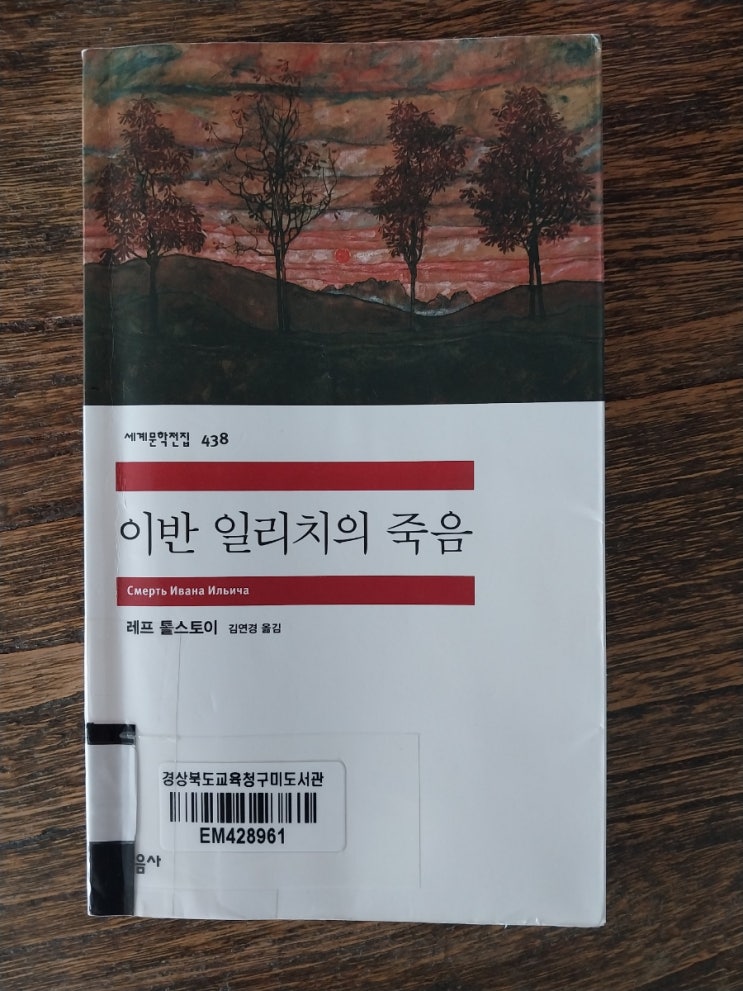 세계문학전집 438
이반 일리치의 죽음
Смерть Ивана Ильича
레프 톨스토이 김연경 옮김
경상북도교육청구미도서관
EM428961
음사